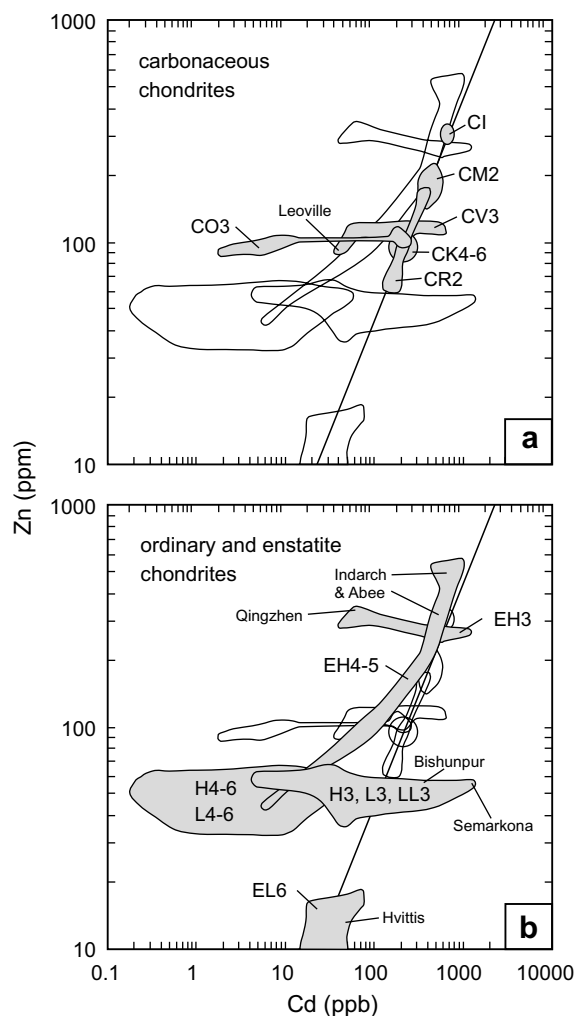 1000
carbonaceous
chondrites
CI
CM2
CV3
Leoville
CO3
100
CK4-6
CR2
10
a
Zn (ppm)
1000
ordinary and enstatite
chondrites
Indarch
& Abee
Qingzhen
EH3
EH4-5
100
Bishunpur
H4-6
L4-6
H3, L3, LL3
Semarkona
EL6
Hvittis
10
b
0.1 1 10 100 1000 10000
Cd (ppb)